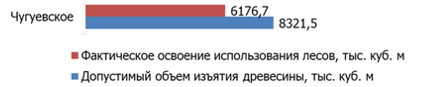 Чугуевское
6176,7
8321,5
Фактическое освоение использования лесов, тыс. куб. м
Допустимый объем изъятия древесины, тыс. куб. м